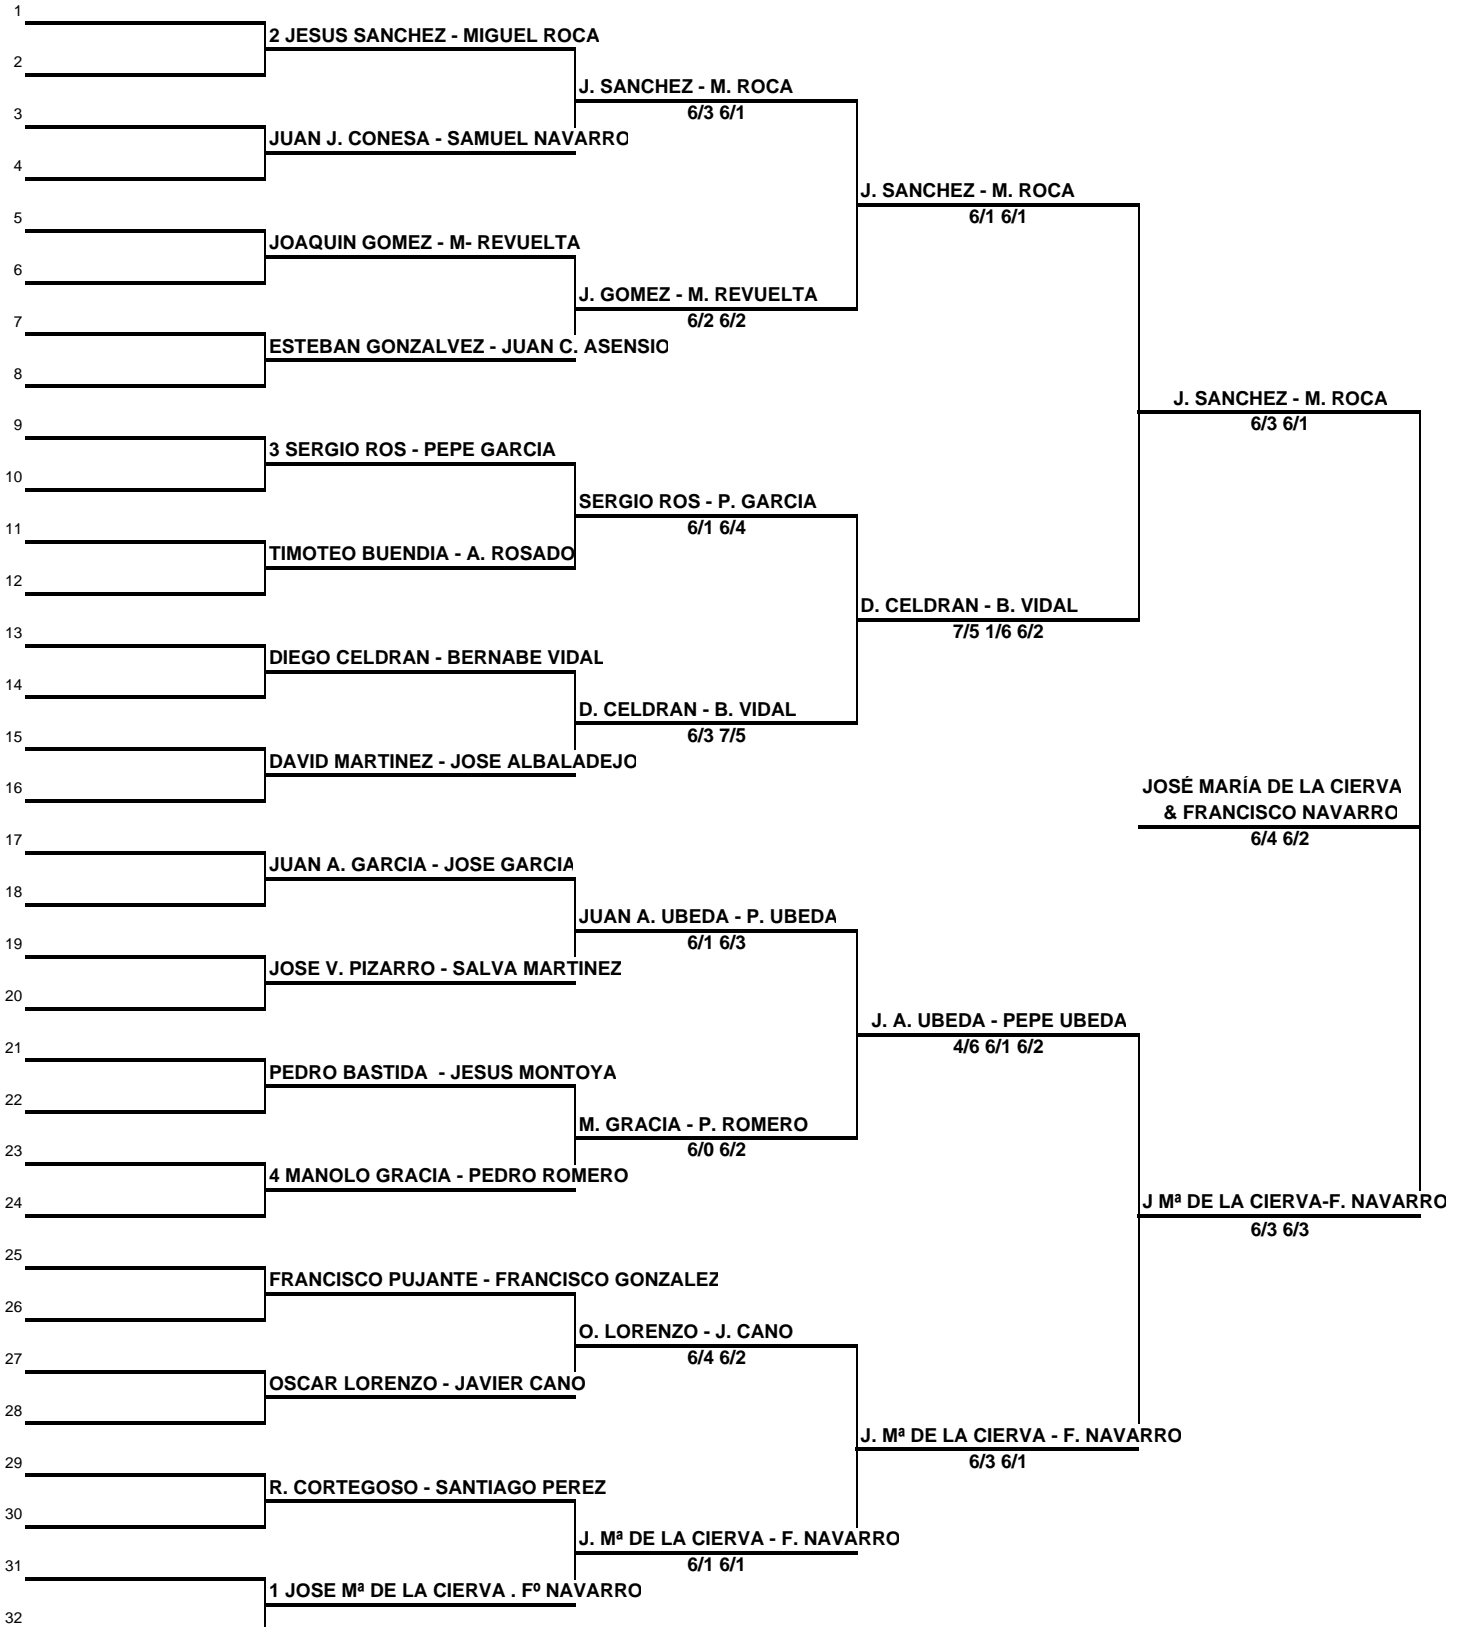 1
2 JESUS SANCHEZ - MIGUEL ROCA
2
J. SANCHEZ - M. ROCA
3
6/3 6/1
JUAN J. CONESA - SAMUEL NAVARRO
4
J. SANCHEZ - M. ROCA
5
6/1 6/1
JOAQUIN GOMEZ - M- REVUELTA
6
J. GOMEZ - M. REVUELTA
7
6/2 6/2
ESTEBAN GONZALVEZ - JUAN C. ASENSIO
8
J. SANCHEZ - M. ROCA
9
6/3 6/1
3 SERGIO ROS - PEPE GARCIA
10
SERGIO ROS - P. GARCIA
11
6/1 6/4
TIMOTEO BUENDIA - A. ROSADO
12
D. CELDRAN - B. VIDAL
13
7/5 1/6 6/2
DIEGO CELDRAN - BERNABE VIDAL
14
D. CELDRAN - B. VIDAL
15
6/3 7/5
DAVID MARTINEZ - JOSE ALBALADEJO
16
JOSÉ MARÍA DE LA CIERVA
& FRANCISCO NAVARRO
17
6/4 6/2
JUAN A. GARCIA - JOSE GARCIA
18
JUAN A. UBEDA - P. UBEDA
19
6/1 6/3
JOSE V. PIZARRO - SALVA MARTINEZ
20
J. A. UBEDA - PEPE UBEDA
21
4/6 6/1 6/2
PEDRO BASTIDA  - JESUS MONTOYA
22
M. GRACIA - P. ROMERO
23
6/0 6/2
4 MANOLO GRACIA - PEDRO ROMERO
24
J Mª DE LA CIERVA-F. NAVARRO
6/3 6/3
25
FRANCISCO PUJANTE - FRANCISCO GONZALEZ
26
O. LORENZO - J. CANO
27
6/4 6/2
OSCAR LORENZO - JAVIER CANO
28
J. Mª DE LA CIERVA - F. NAVARRO
29
6/3 6/1
R. CORTEGOSO - SANTIAGO PEREZ
30
J. Mª DE LA CIERVA - F. NAVARRO
31
6/1 6/1
1 JOSE Mª DE LA CIERVA . Fº NAVARRO
32